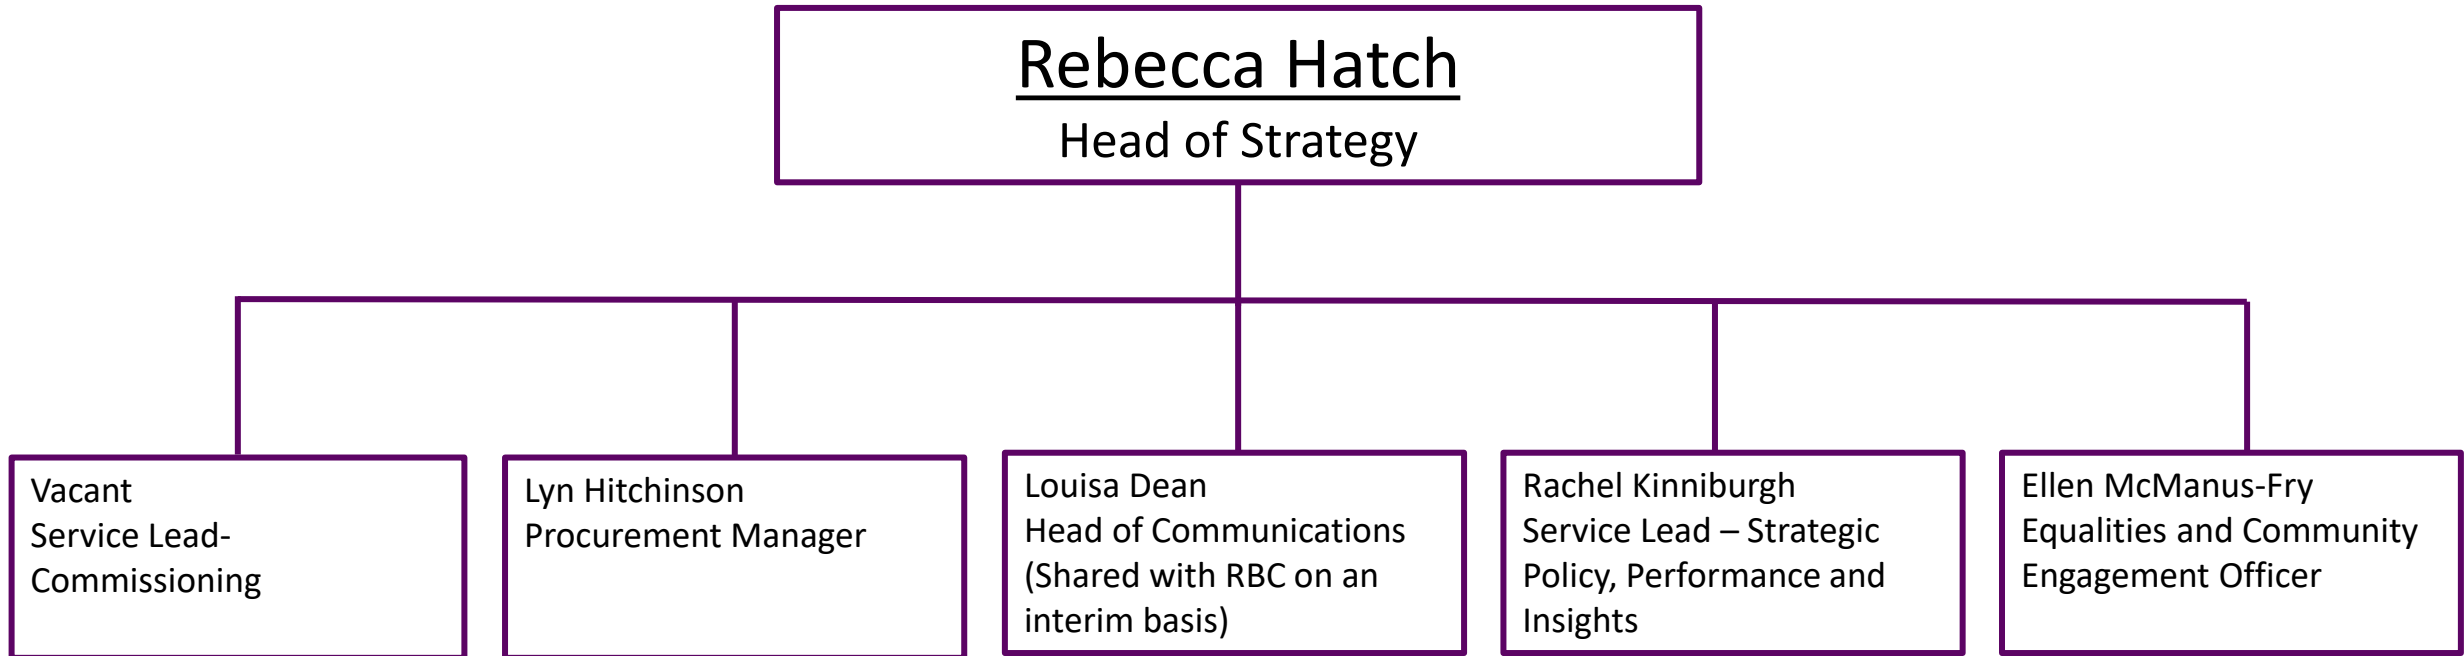 Rebecca Hatch
Head of Strategy
Vacant
Service Lead-
Commissioning
Lyn Hitchinson
Procurement Manager
Louisa Dean
Head of Communications
(Shared with RBC on an
interim basis)
Rachel Kinniburgh
Service Lead – Strategic
Policy, Performance and
Insights
Ellen McManus-Fry
Equalities and Community
Engagement Officer